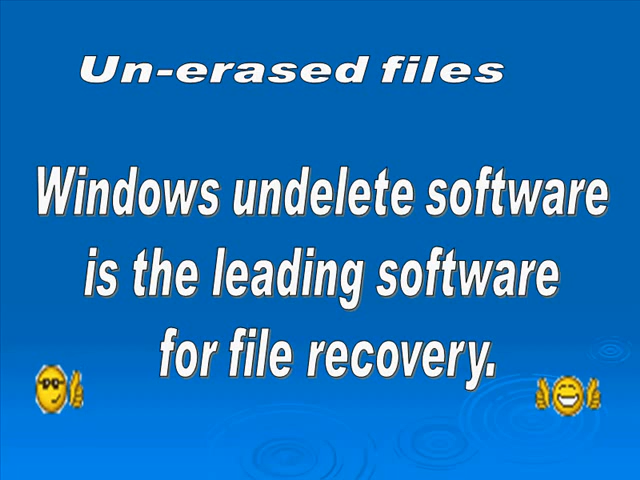 Un-erased files
Windows undelete software
is the leading software
for file recovery.